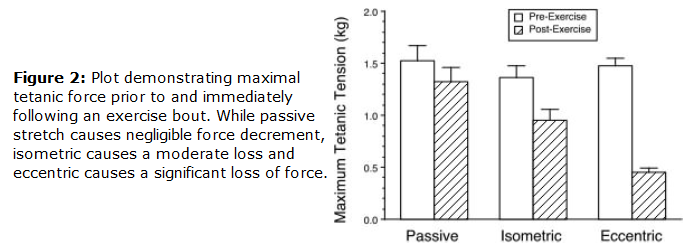 Figure 2: Plot demonstrating maximal
tetanic force prior to and immediately
following an exercise bout. While passive
stretch causes negligible force decrement,
isometric causes a moderate loss and
eccentric causes a significant loss of force.
Maximum Tetanic Tension (kg)
2.0
1.5
1.0
0.5
0.0
Pre-Exercise
Post-Exercise
Passive Isometric Eccentric